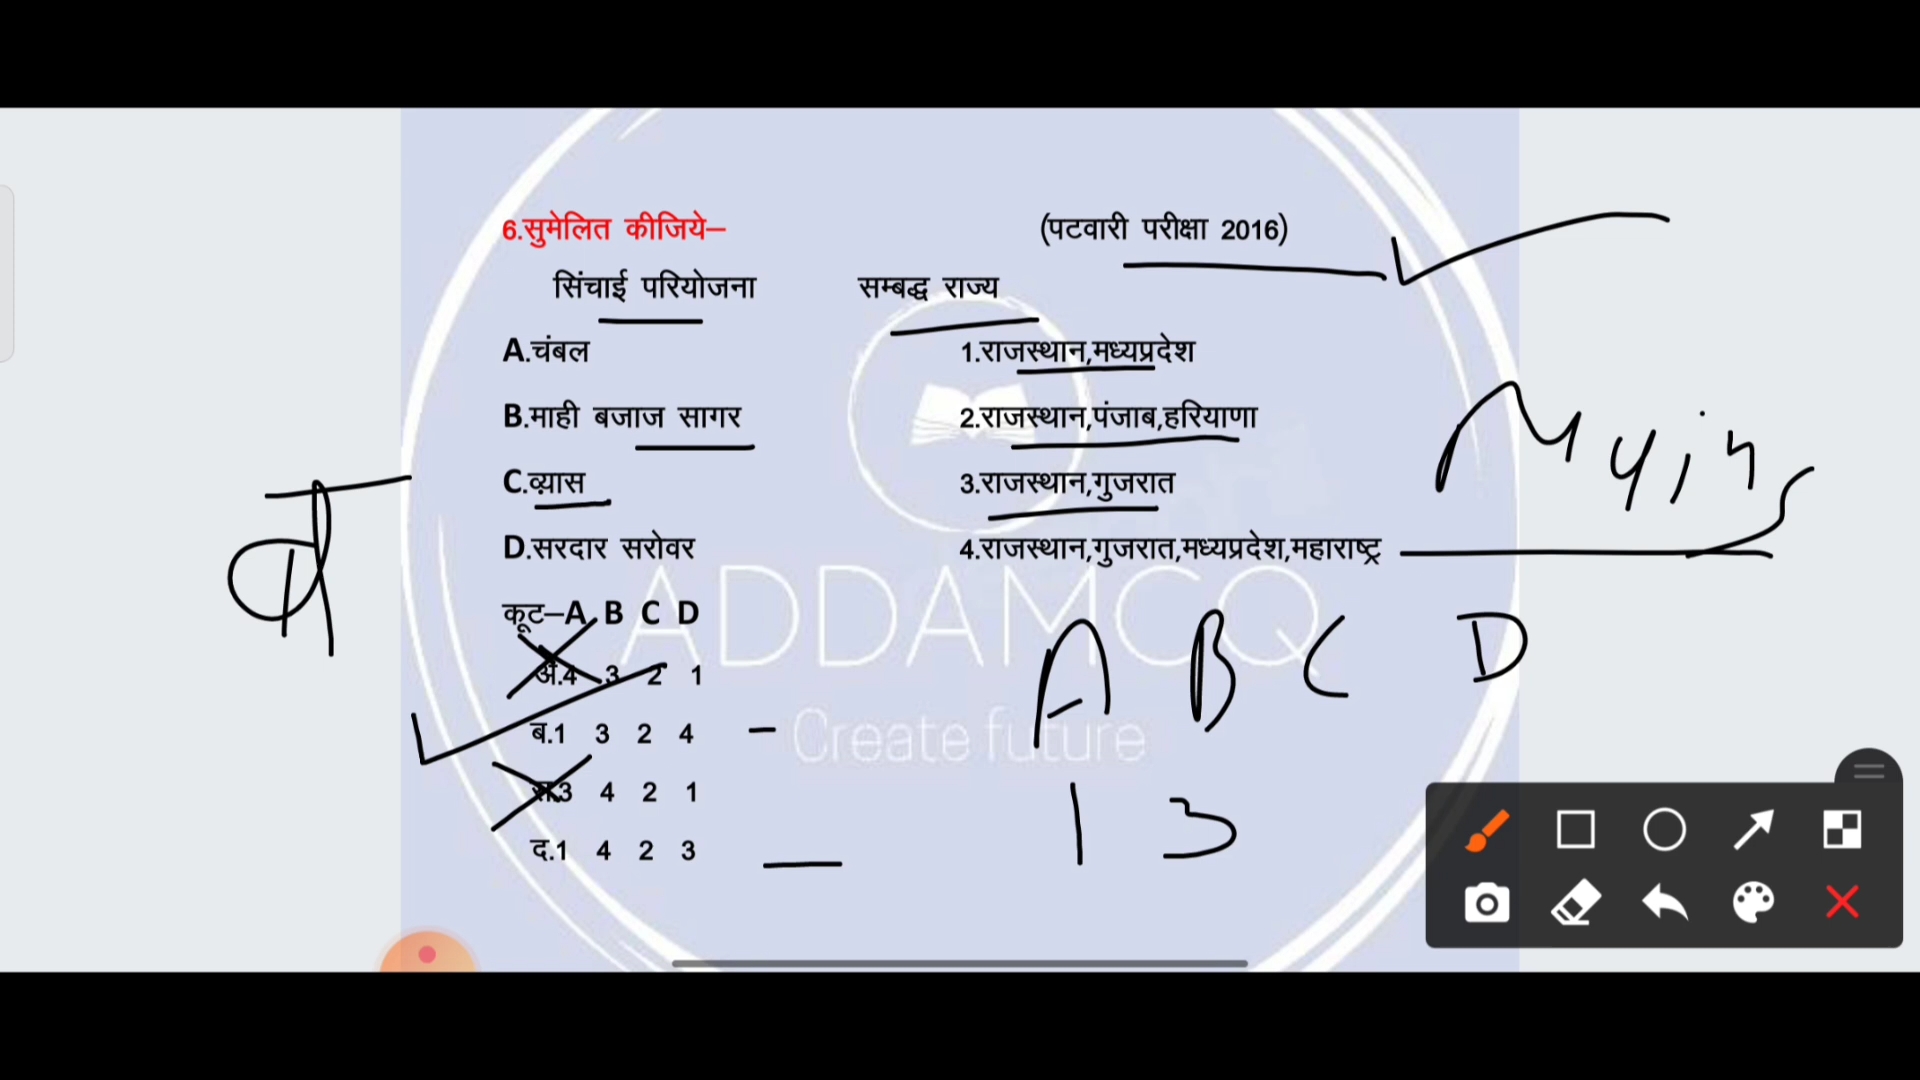 6.सुमेलित कीजिये– (पटवारी परीक्षा 2016)
सिंचाई परियोजना सम्बद्ध राज्य
A.चंबल 1.राजस्थान,मध्यप्रदेश
B.माही बजाज सागर 2.राजस्थान,पंजाब,हरियाणा
C.व्यास 3.राजस्थान,गुजरात
D.सरदार सरोवर 4.राजस्थान,गुजरात,मध्यप्रदेश,महाराष्ट्र
ADDAMCQ
Create future
कूट–A B C D
अ.4 3 2 1
ब.1 3 2 4
स.3 4 2 1
द.1 4 2 3
A B C D
1 3